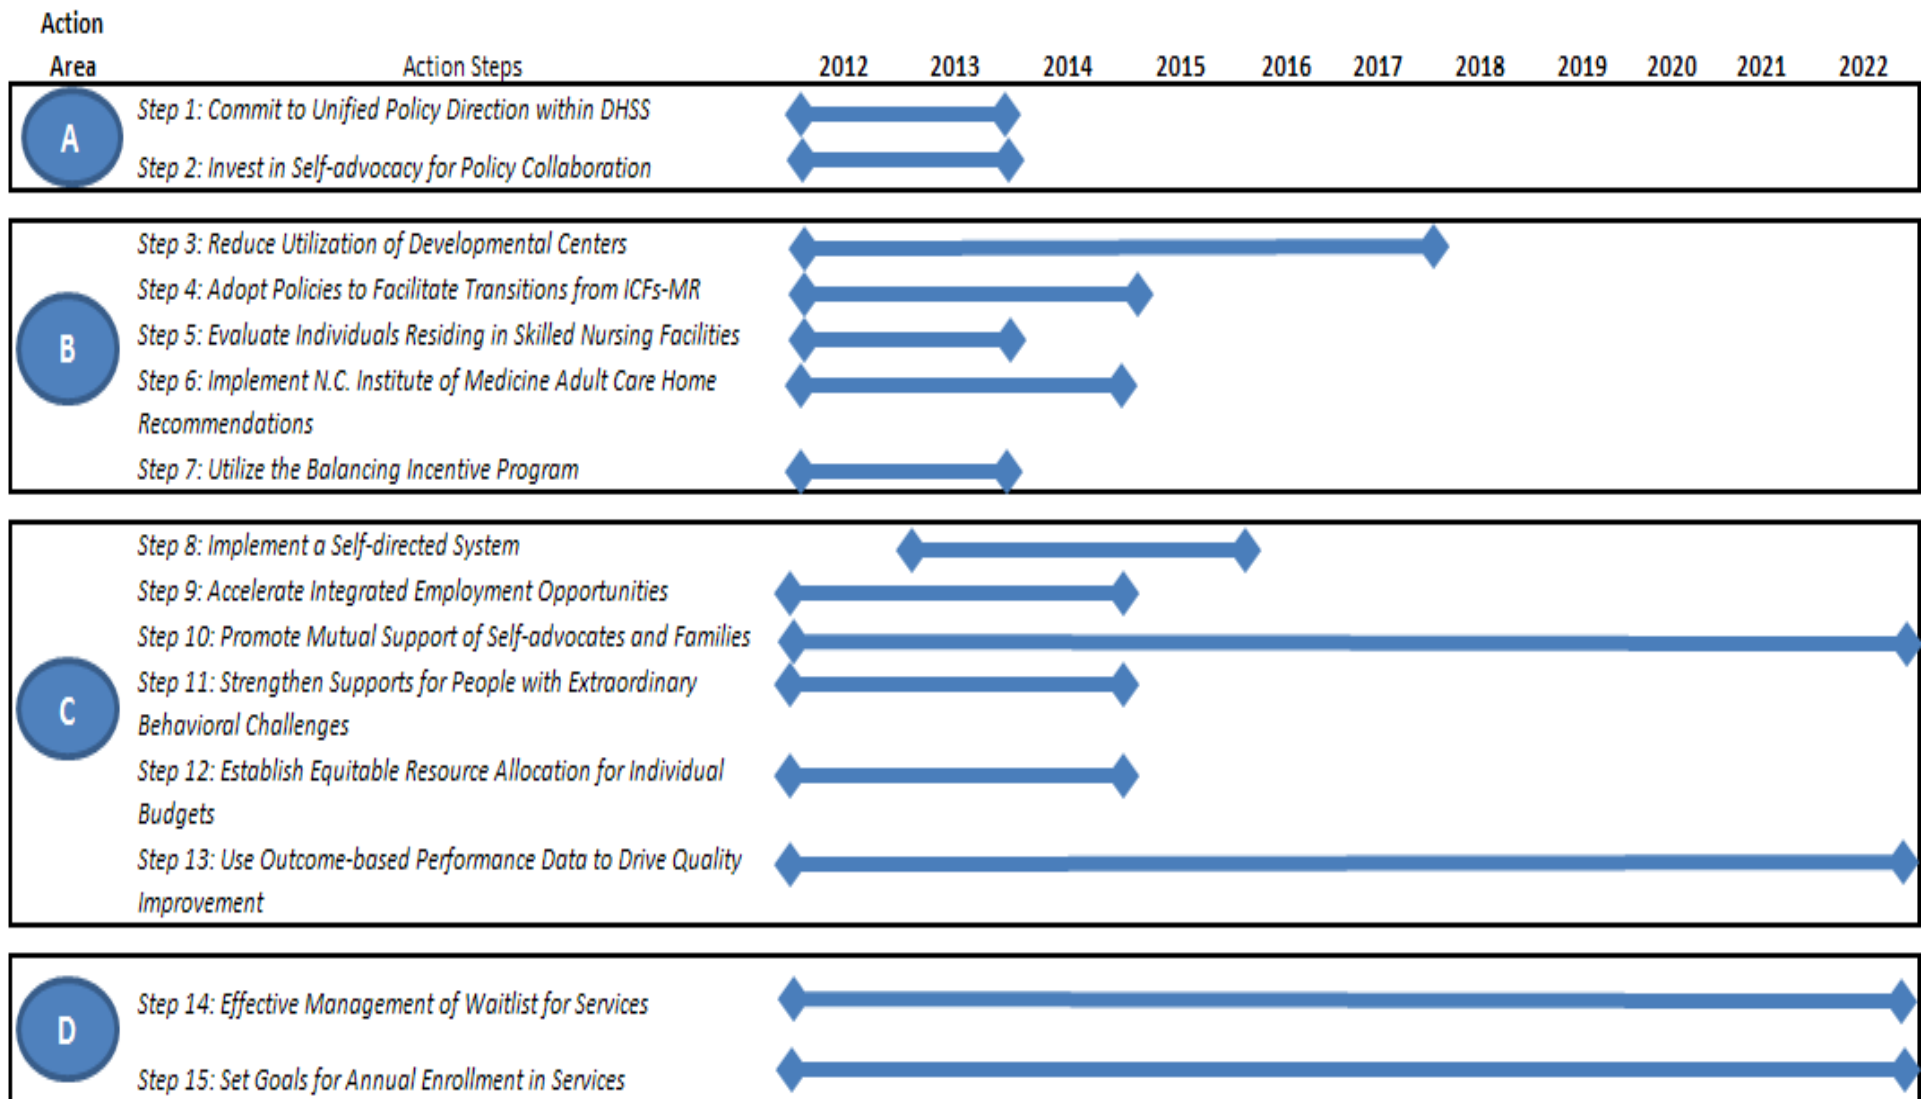 Action
Area Action Steps 2012 2013 2014 2015 2016 2017 2018 2019 2020 2021 2022
A
Step 1: Commit to Unified Policy Direction within DHSS
Step 2: Invest in Self-advocacy for Policy Collaboration
B
Step 3: Reduce Utilization of Developmental Centers
Step 4: Adopt Policies to Facilitate Transitions from ICFs-MR
Step 5: Evaluate Individuals Residing in Skilled Nursing Facilities
Step 6: Implement N.C. Institute of Medicine Adult Care Home
Recommendations
Step 7: Utilize the Balancing Incentive Program
C
Step 8: Implement a Self-directed System
Step 9: Accelerate Integrated Employment Opportunities
Step 10: Promote Mutual Support of Self-advocates and Families
Step 11: Strengthen Supports for People with Extraordinary
Behavioral Challenges
Step 12: Establish Equitable Resource Allocation for Individual
Budgets
Step 13: Use Outcome-based Performance Data to Drive Quality
Improvement
D
Step 14: Effective Management of Waitlist for Services
Step 15: Set Goals for Annual Enrollment in Services